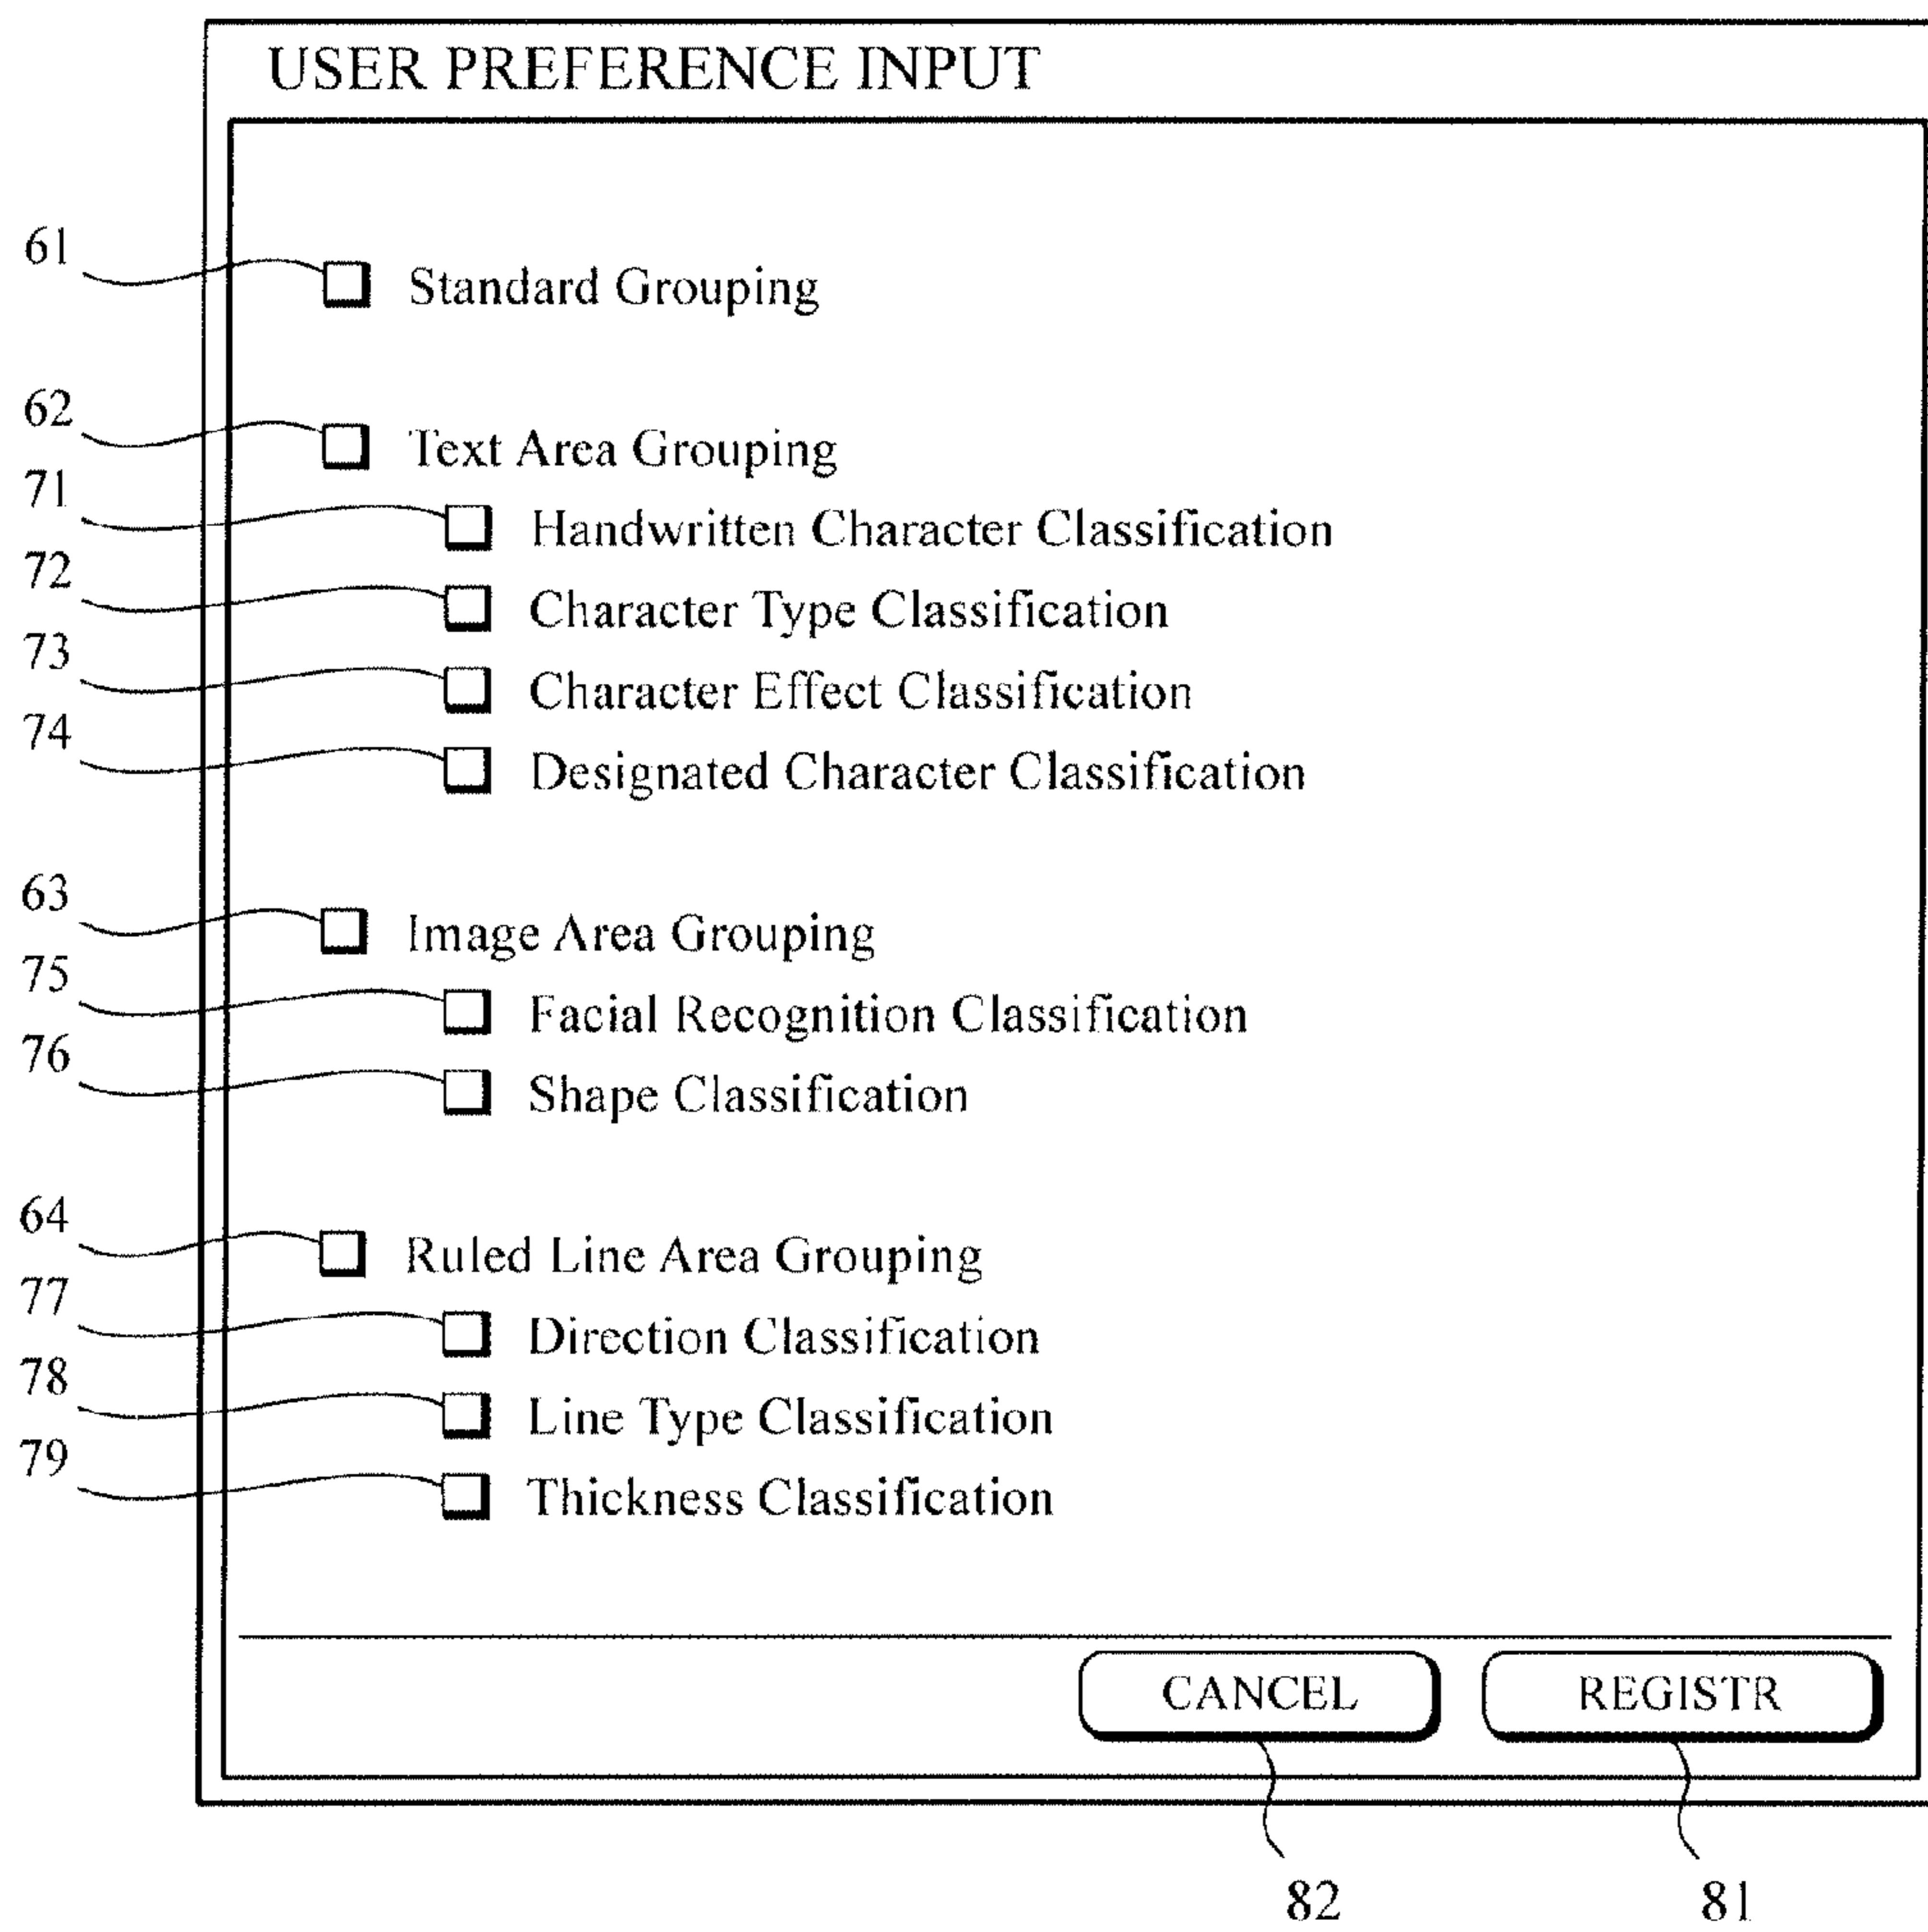 USER PREFERENCE INPUT
61 Standard Grouping
62 Text Area Grouping
71 Handwritten Character Classification
72 Character Type Classification
73 Character Effect Classification
74 Designated Character Classification
63 Image Area Grouping
75 Facial Recognition Classification
76 Shape Classification
64 Ruled Line Area Grouping
77 Direction Classification
78 Line Type Classification
79 Thickness Classification
CANCEL REGISTR
82 81